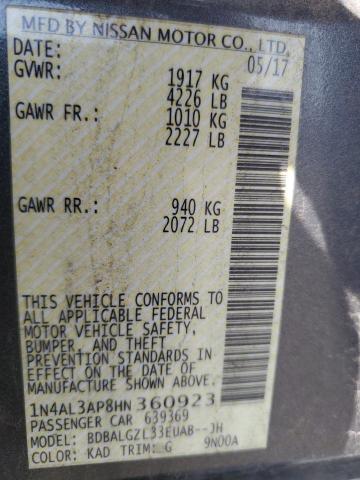 MFD BY NISSAN MOTOR CO., LTD.
DATE: 05/17
GVWR: 1917 KG
4226 LB
GAWR FR.: 1010 KG
2227 LB
GAWR RR.: 940 KG
2072 LB
THIS VEHICLE CONFORMS TO
ALL APPLICABLE FEDERAL
MOTOR VEHICLE SAFETY,
BUMPER, AND THEFT
PREVENTION STANDARDS IN
EFFECT ON THE DATE OF
MANUFACTURE SHOWN ABOVE.
1N4AL3AP8HN360923
PASSENGER CAR 639369
MODEL: BDBALGZL33EUAB--JH
COLOR: KAD TRIM: G 9N00A